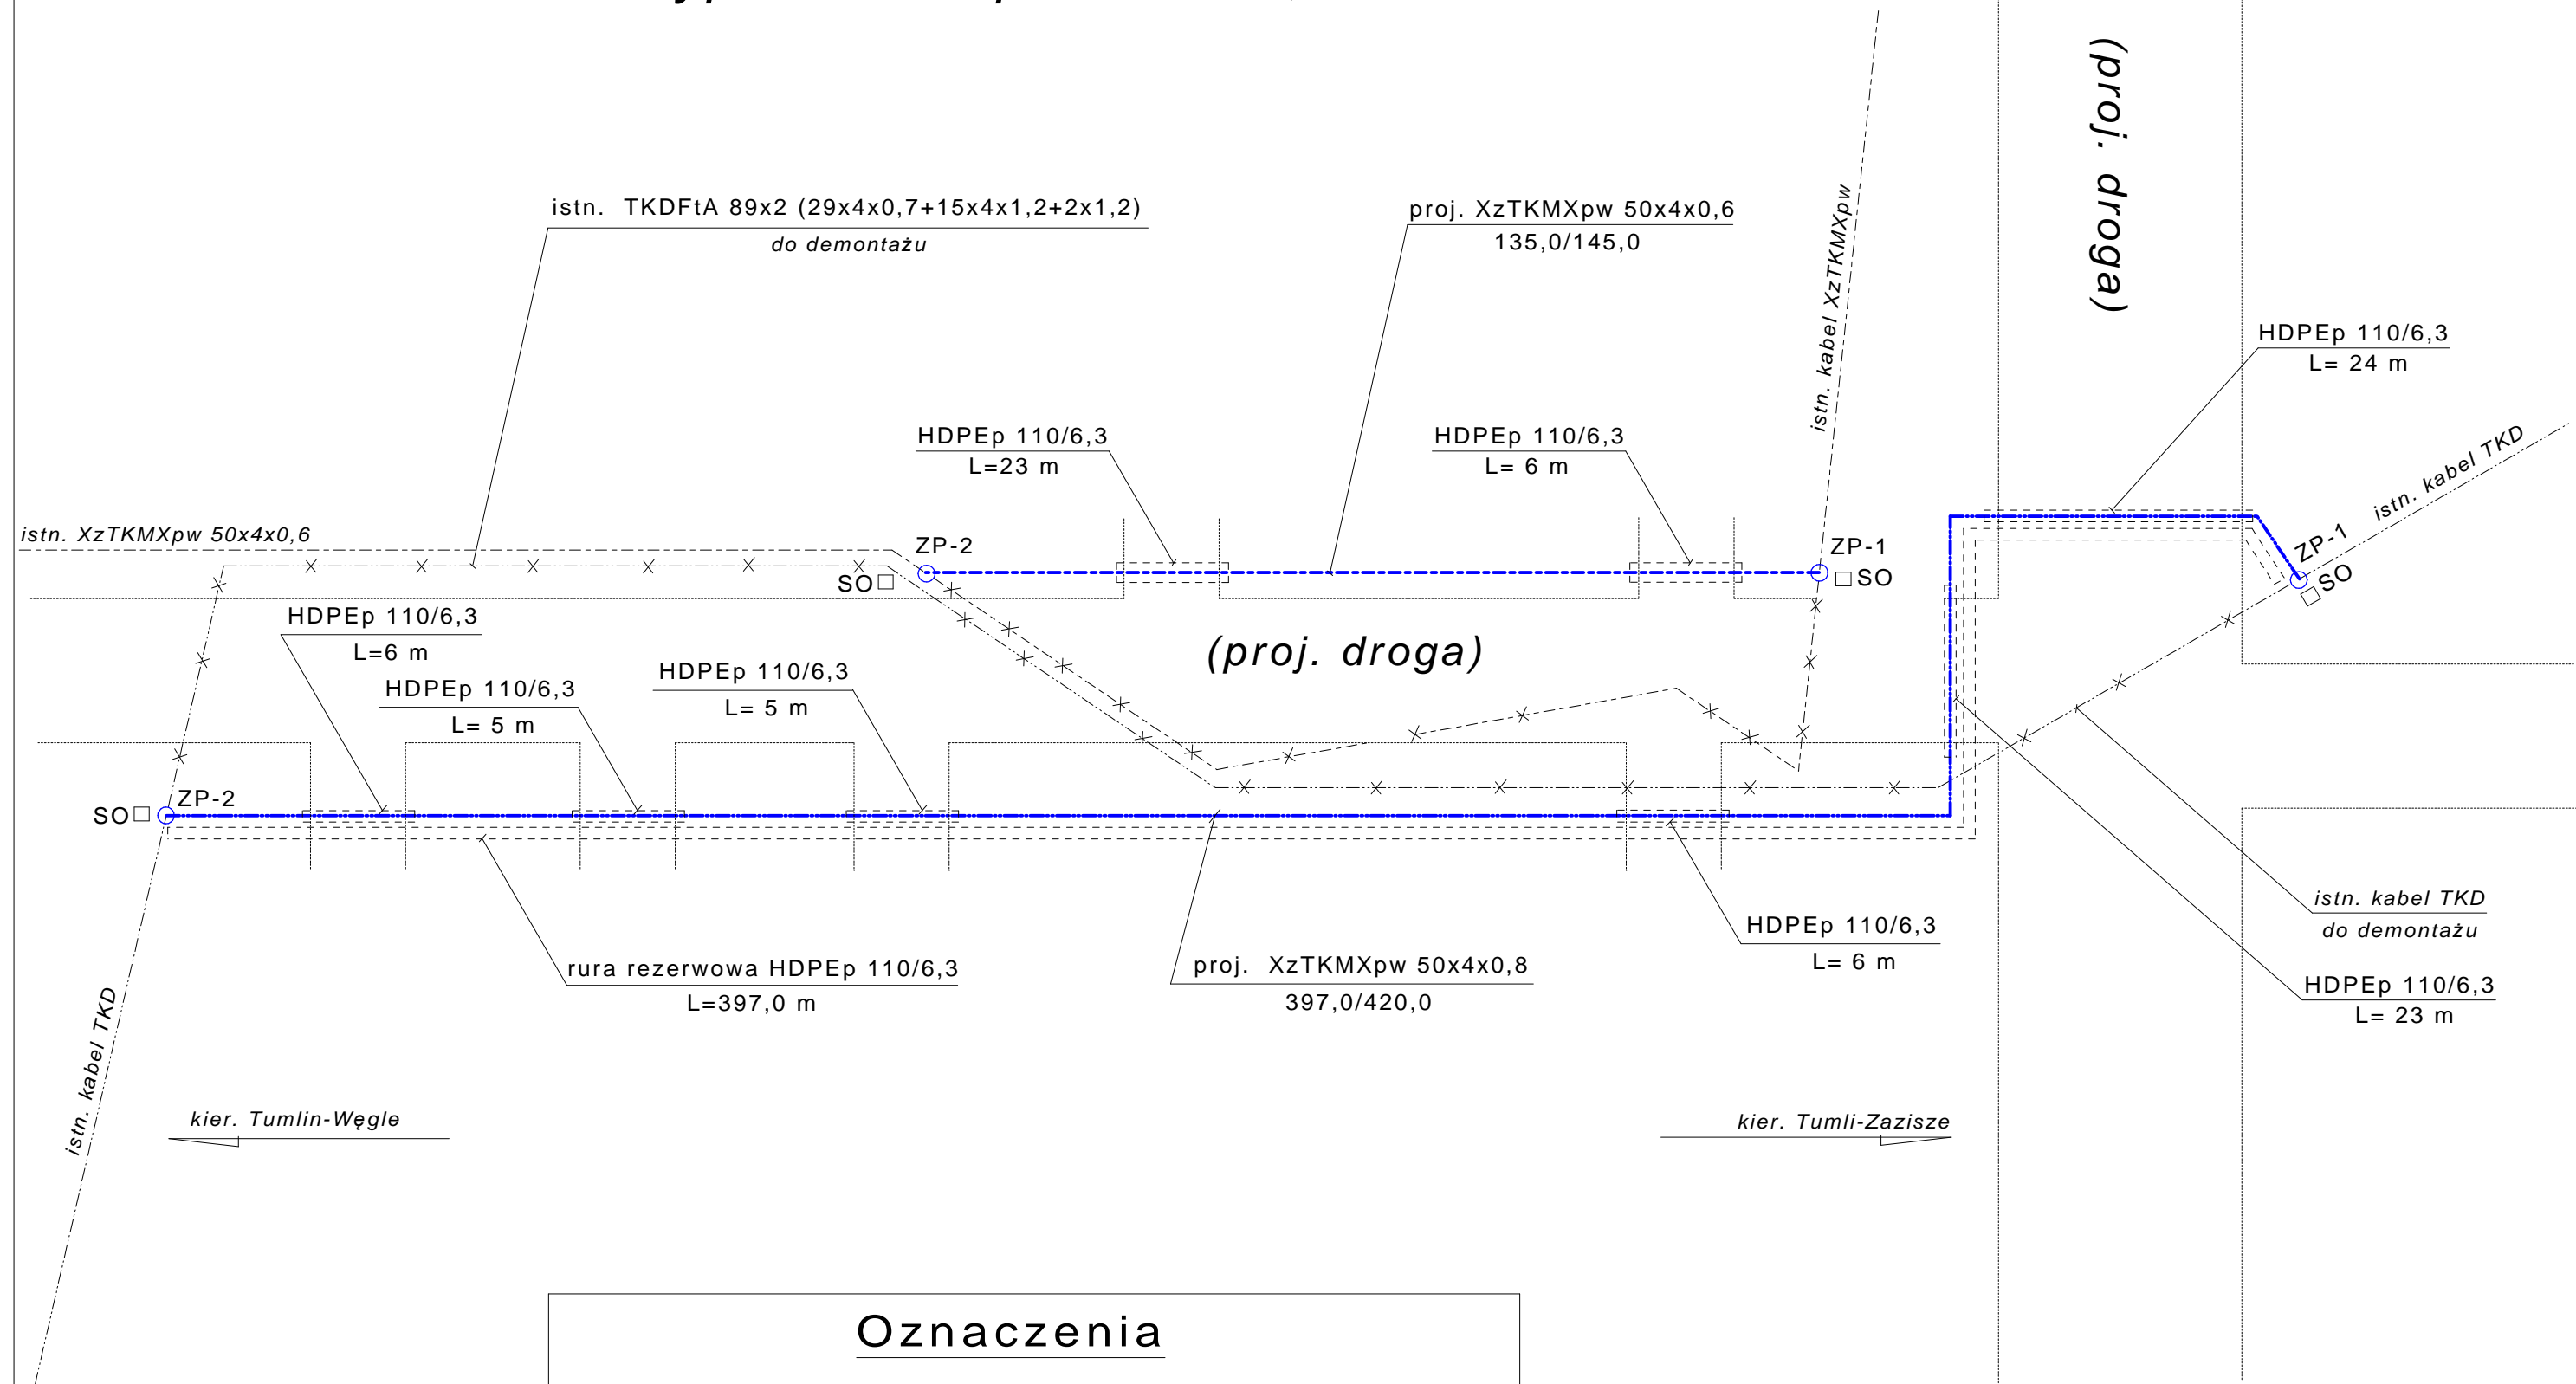 (proj. droga)
istn.  TKDFtA 89x2 (29x4x0,7+15x4x1,2+2x1,2)
do demontażu
proj. XzTKMXpw 50x4x0,6
135,0/145,0
istn. kabel XzTKMXpw
HDPEp 110/6,3
L= 24 m
HDPEp 110/6,3
L=23 m
HDPEp 110/6,3
L= 6 m
istn. kabel TKD
istn. XzTKMXpw 50x4x0,6
ZP-2
SO
ZP-1
SO
ZP-1
SO
HDPEp 110/6,3
L=6 m
HDPEp 110/6,3
L= 5 m
HDPEp 110/6,3
L= 5 m
(proj. droga)
ZP-2
SO
istn. kabel TKD
do demontażu
HDPEp 110/6,3
L= 6 m
rura rezerwowa HDPEp 110/6,3
L=397,0 m
proj.  XzTKMXpw 50x4x0,8
397,0/420,0
HDPEp 110/6,3
L= 23 m
istn. kabel TKD
kier. Tumlin-Węgle
kier. Tumli-Zazisze
Oznaczenia